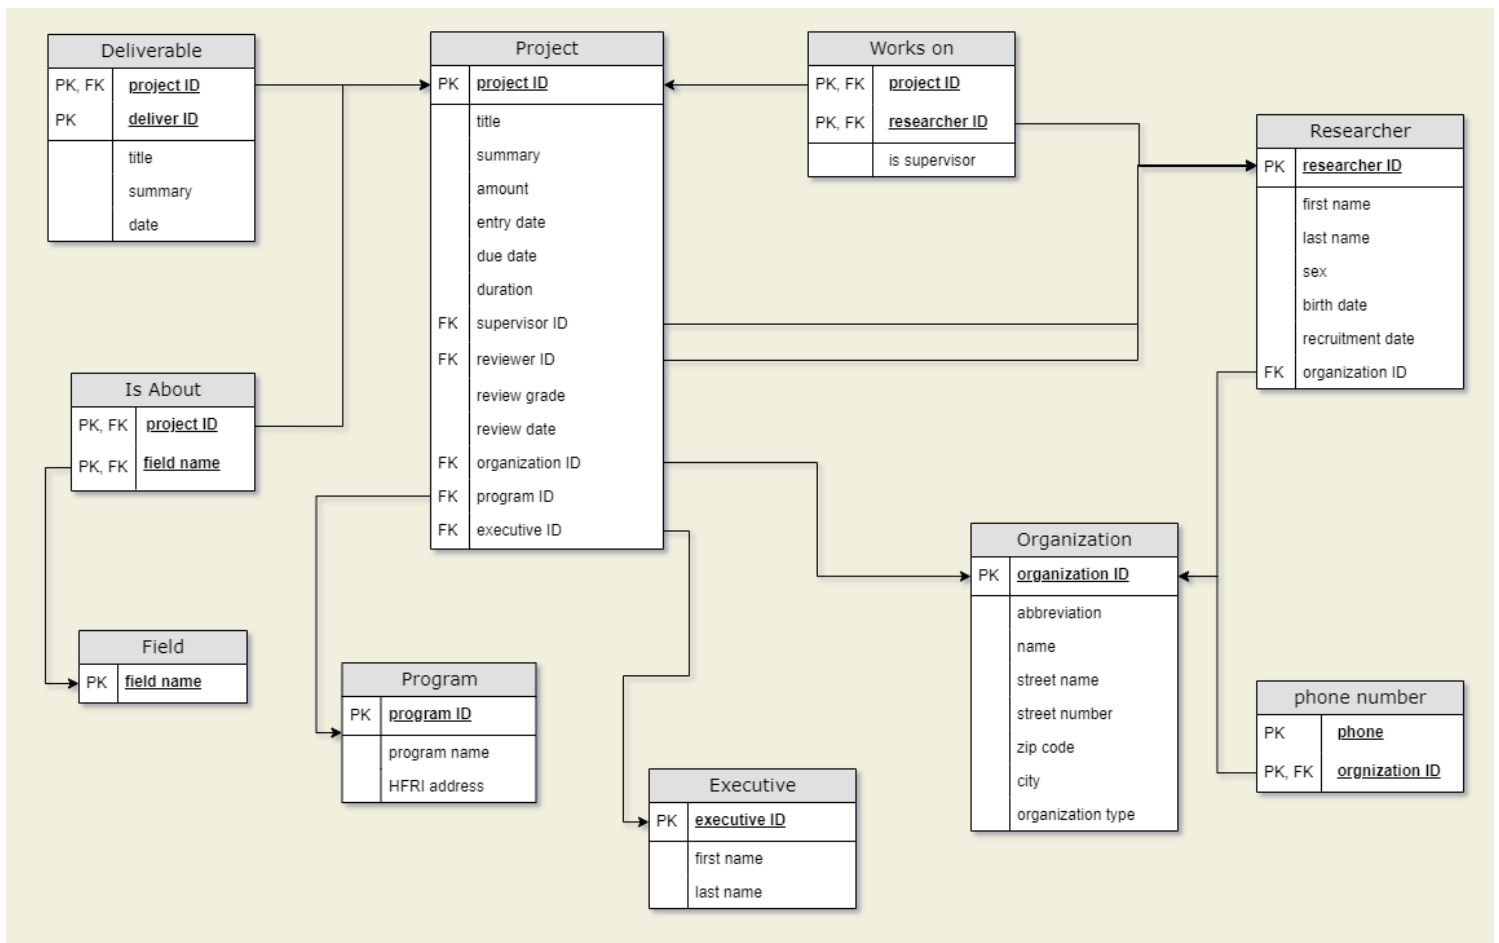 Deliverable
PK, FK project ID
PK deliver ID
title
summary
date
Project
PK project ID
title
summary
amount
entry date
due date
duration
FK supervisor ID
FK reviewer ID
review grade
review date
FK organization ID
FK program ID
FK executive ID
Works on
PK, FK project ID
PK, FK researcher ID
is supervisor
Researcher
PK researcher ID
first name
last name
sex
birth date
recruitment date
FK organization ID
Is About
PK, FK project ID
PK, FK field name
Field
PK field name
Program
PK program ID
program name
HFRI address
Executive
PK executive ID
first name
last name
Organization
PK organization ID
abbreviation
name
street name
street number
zip code
city
organization type
phone number
PK phone
PK, FK orgnization ID